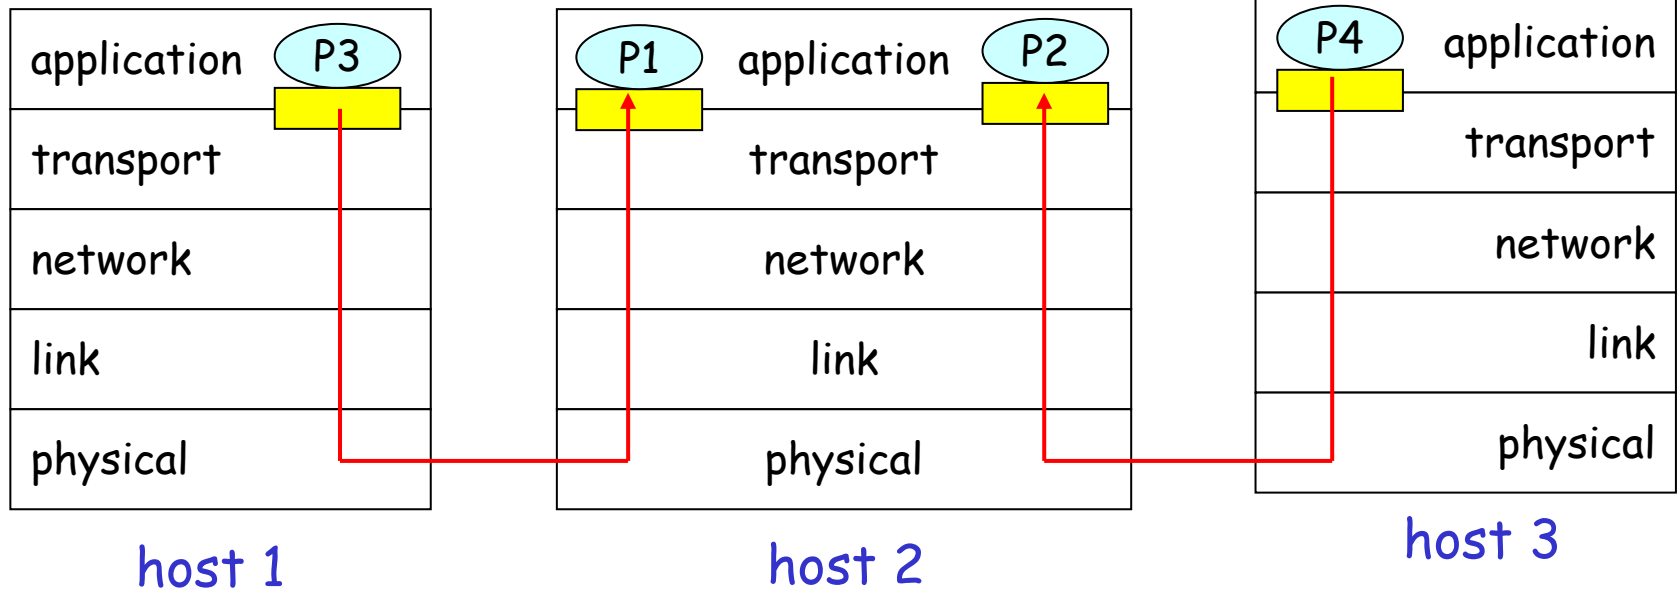 application P3
transport
network
link
physical
host 1
P1 application P2
transport
network
link
physical
host 2
P4 application
transport
network
link
physical
host 3